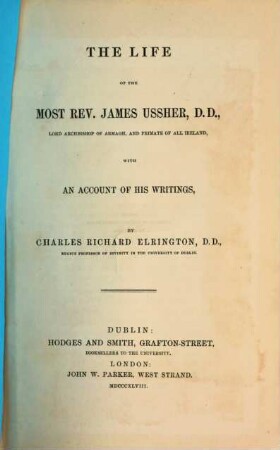 THE LIFE
OF THE
MOST REV. JAMES USSHER, D.D.,
LORD ARCHBISHOP OF ARMAGH, AND PRIMATE OF ALL IRELAND,
WITH
AN ACCOUNT OF HIS WRITINGS,
BY
CHARLES RICHARD ELRINGTON, D.D.,
REGIUS PROFESSOR OF DIVINITY IN THE UNIVERSITY OF DUBLIN.
DUBLIN:
HODGES AND SMITH, GRAFTON-STREET,
BOOKSELLERS TO THE UNIVERSITY.
LONDON:
JOHN W. PARKER, WEST STRAND.
MDCCCXLVIII.